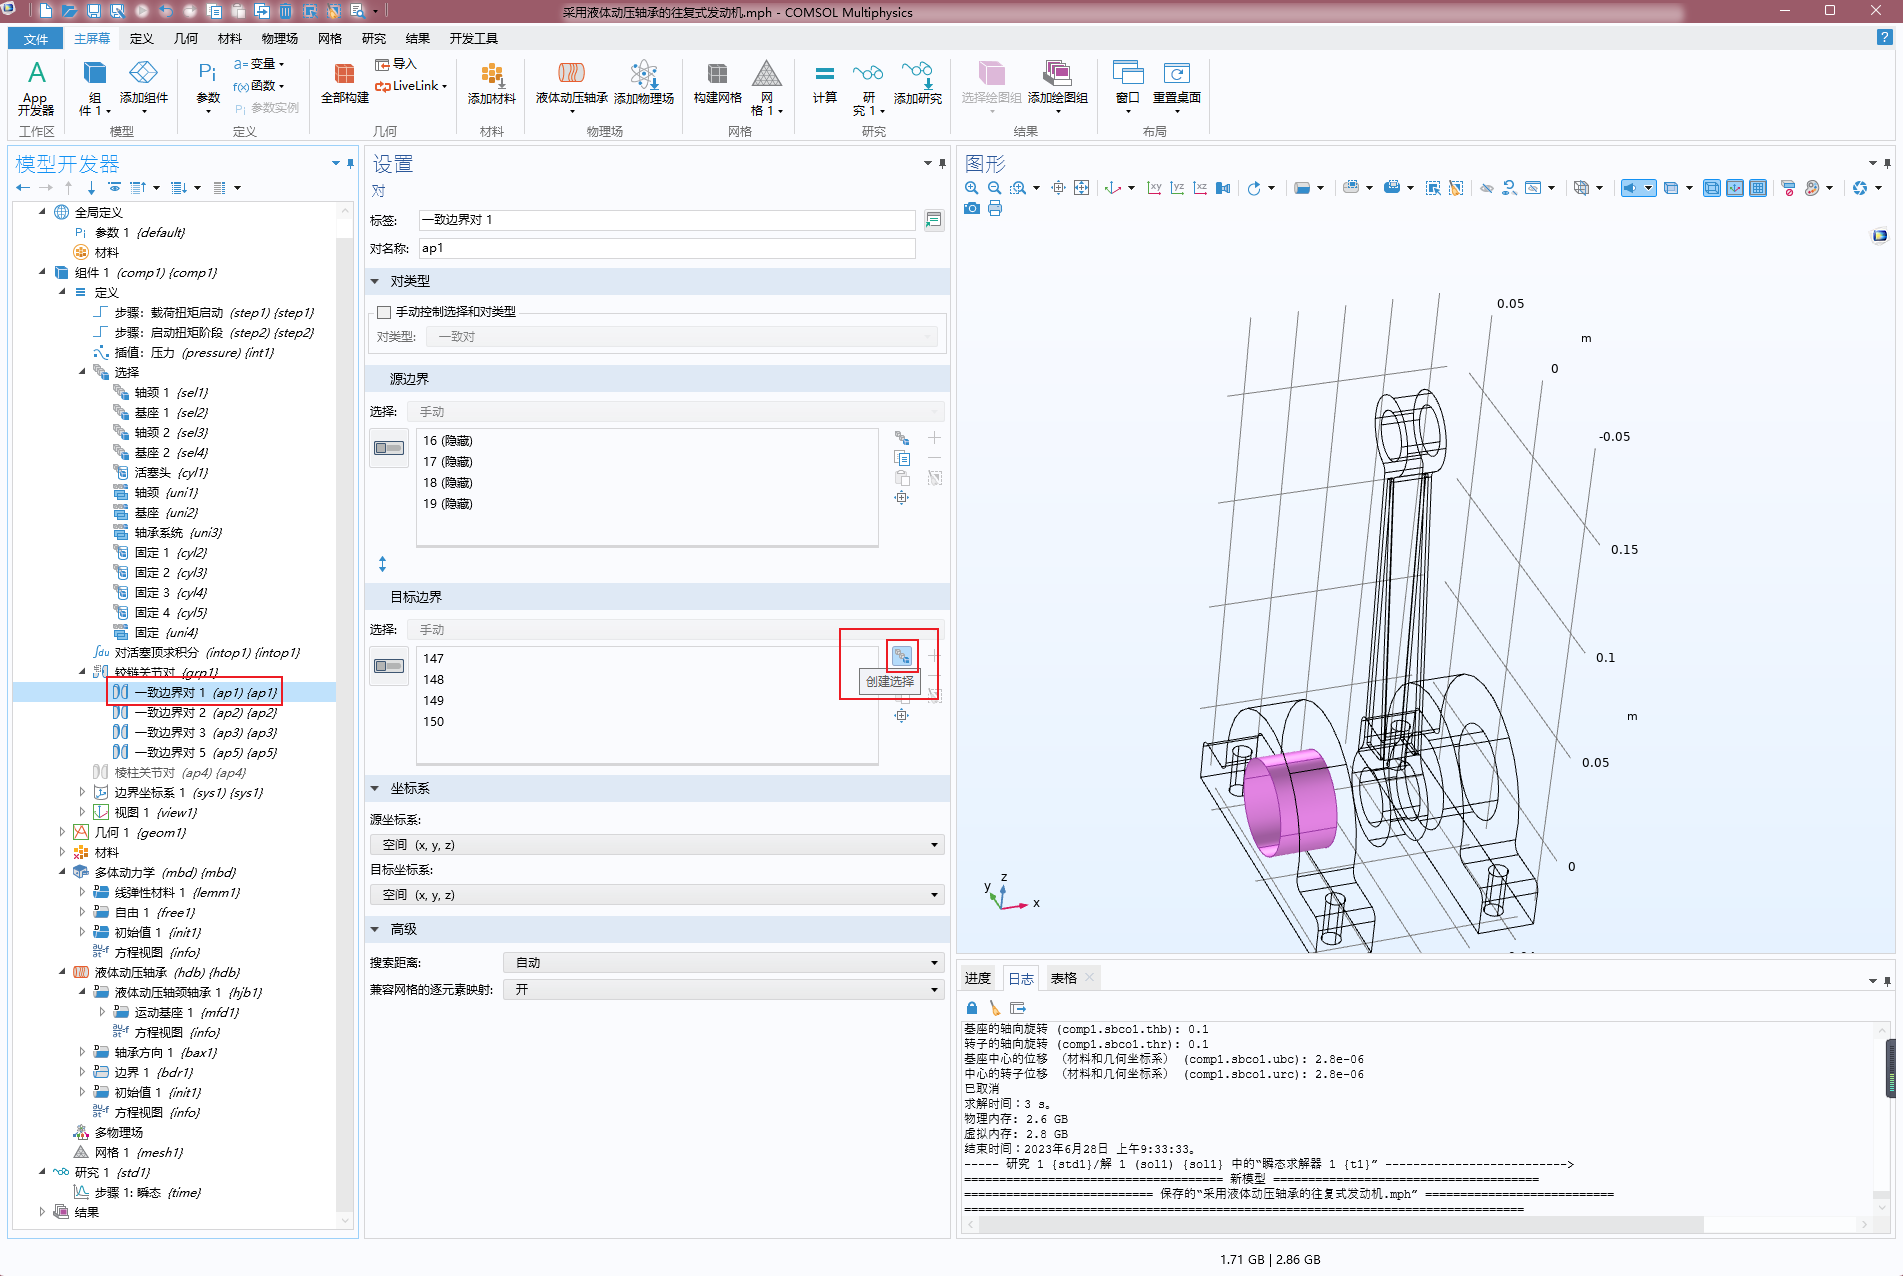 采用液体动压轴承的往复式发动机.mph - COMSOL Multiphysics
文件 主屏幕 定义 几何 材料 物理场 网格 研究 结果 开发工具
App 开发器
工作区
组件 1
添加组件
模型
Pi
参数
a= 变量
f(x) 函数
Pi 参数实例
定义
全部构建
导入
LiveLink
几何
添加材料
材料
液体动压轴承
添加物理场
物理场
构建网格
网格 1
网格
计算
研究 1
添加研究
研究
选择绘图组
添加绘图组
结果
窗口
重置桌面
布局
模型开发器
全局定义
Pi 参数 1 {default}
材料
组件 1 (comp1) {comp1}
定义
步骤: 载荷扭矩启动 (step1) {step1}
步骤: 启动扭矩阶段 (step2) {step2}
插值: 压力 (pressure) {int1}
选择
轴颈 1 {sel1}
基座 1 {sel2}
轴颈 2 {sel3}
基座 2 {sel4}
活塞头 {cyl1}
轴颈 {uni1}
基座 {uni2}
轴承系统 {uni3}
固定 1 {cyl2}
固定 2 {cyl3}
固定 3 {cyl4}
固定 4 {cyl5}
固定 {uni4}
∫du 对活塞顶求积分 (intop1) {intop1}
铰链关节对 {grp1}
一致边界对 1 (ap1) {ap1}
一致边界对 2 (ap2) {ap2}
一致边界对 3 (ap3) {ap3}
一致边界对 5 (ap5) {ap5}
棱柱关节对 (ap4) {ap4}
边界坐标系 1 (sys1) {sys1}
视图 1 {view1}
几何 1 {geom1}
材料
多体动力学 (mbd) {mbd}
线弹性材料 1 {lemm1}
自由 1 {free1}
初始值 1 {init1}
方程视图 {info}
液体动压轴承 (hdb) {hdb}
液体动压轴颈轴承 1 {hjb1}
运动基座 1 {mfd1}
方程视图 {info}
轴承方向 1 {bax1}
边界 1 {bdr1}
初始值 1 {init1}
方程视图 {info}
多物理场
网格 1 {mesh1}
研究 1 {std1}
步骤 1: 瞬态 {time}
结果
设置
对
标签: 一致边界对 1
对名称: ap1
对类型
手动控制选择和对类型
对类型: 一致对
源边界
选择: 手动
16 (隐藏)
17 (隐藏)
18 (隐藏)
19 (隐藏)
目标边界
选择: 手动
147
148
149
150
创建选择
坐标系
源坐标系:
空间 (x, y, z)
目标坐标系:
空间 (x, y, z)
高级
搜索距离: 自动
兼容网格的逐元素映射: 开
图形
xy yz xz
0.05
m
0
-0.05
0.15
0.1
m
0.05
0
y z x
进度 日志 表格
基座的轴向旋转 (comp1.sbco1.thb): 0.1
转子的轴向旋转 (comp1.sbco1.thr): 0.1
基座中心的位移 (材料和几何坐标系) (comp1.sbco1.ubc): 2.8e-06
中心的转子位移 (材料和几何坐标系) (comp1.sbco1.urc): 2.8e-06
已取消
求解时间：3 s。
物理内存: 2.6 GB
虚拟内存: 2.8 GB
结束时间：2023年6月28日 上午9:33:33。
----- 研究 1 {std1}/解 1 (sol1) {sol1} 中的“瞬态求解器 1 {t1}” -------------------------->
===================================== 新模型 ======================================
=========================== 保存的“采用液体动压轴承的往复式发动机.mph” ===========================
================================================================================
1.71 GB | 2.86 GB